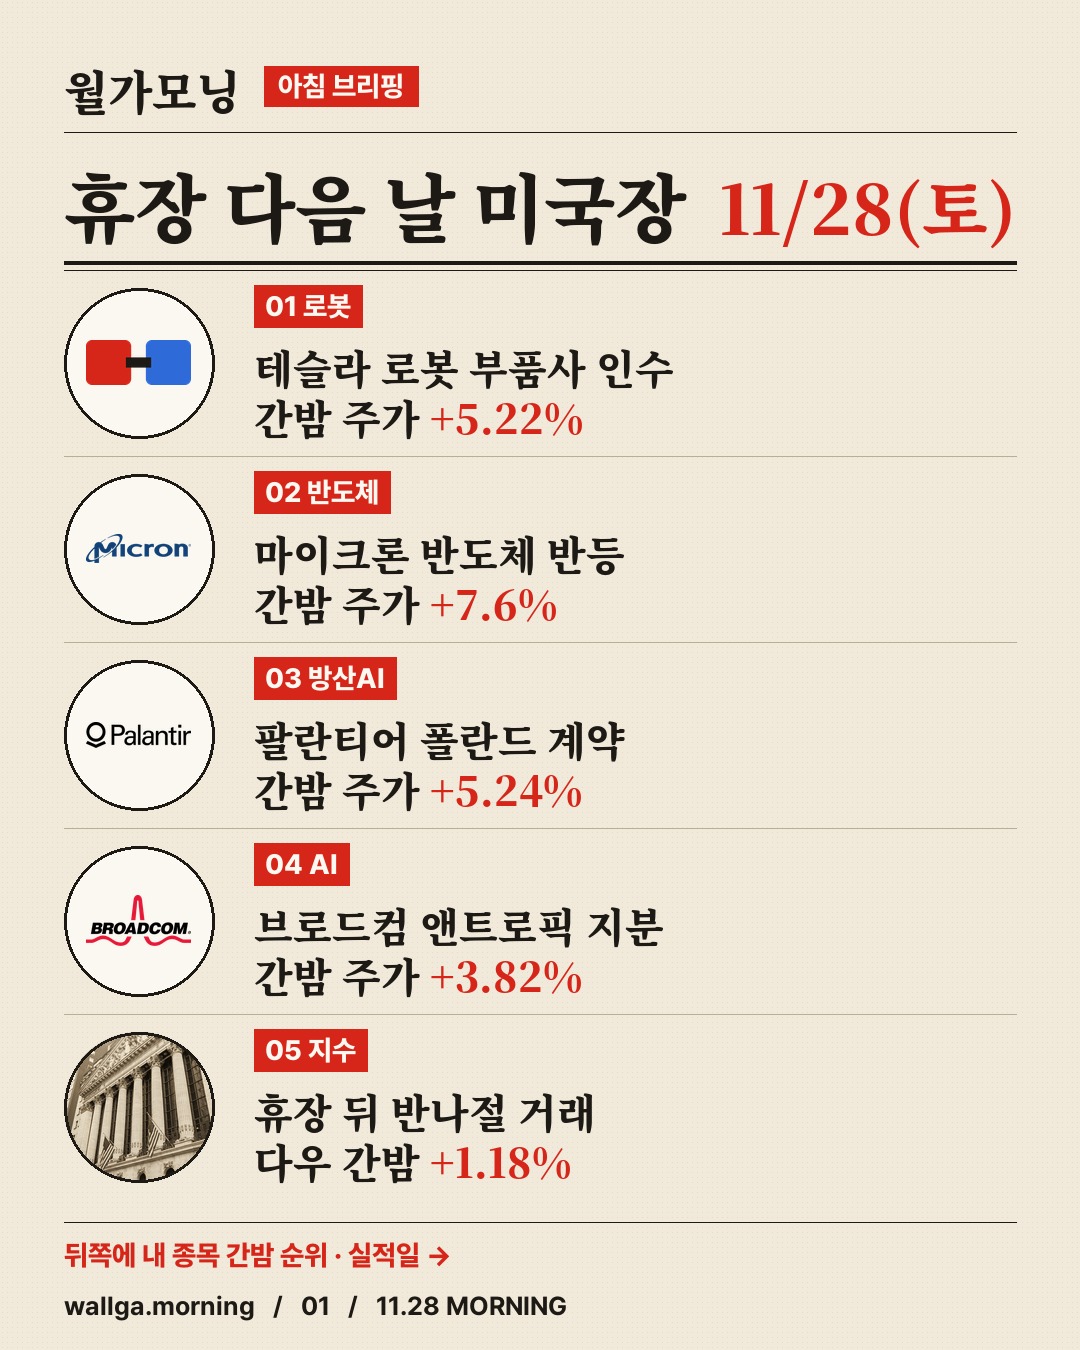 월가모닝 아침 브리핑
휴장 다음 날 미국장 11/28(토)
01 로봇
테슬라 로봇 부품사 인수
간밤 주가 +5.22%
02 반도체
Micron
마이크론 반도체 반등
간밤 주가 +7.6%
03 방산AI
Palantir
팔란티어 폴란드 계약
간밤 주가 +5.24%
04 AI
BROADCOM
브로드컴 앤트로픽 지분
간밤 주가 +3.82%
05 지수
휴장 뒤 반나절 거래
다우 간밤 +1.18%
뒤쪽에 내 종목 간밤 순위 · 실적일 →
wallga.morning / 01 / 11.28 MORNING